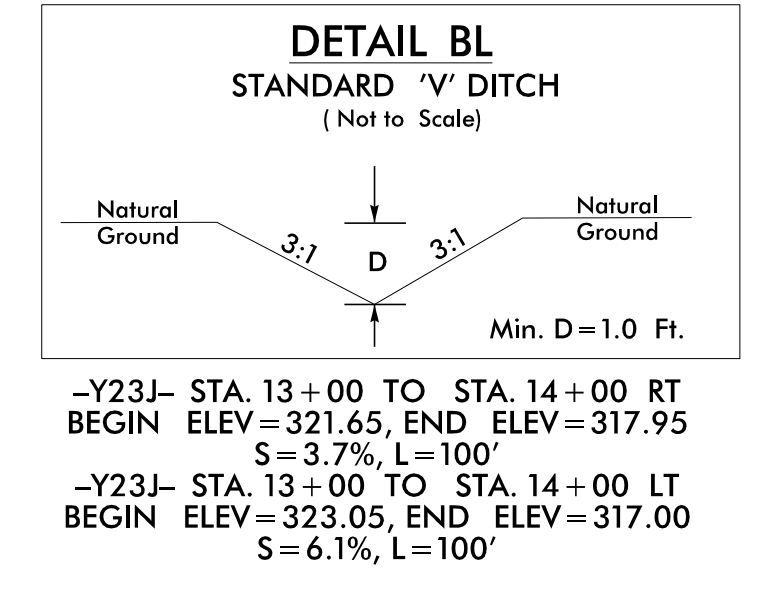 DETAIL BL
STANDARD 'V' DITCH
( Not to Scale)
Natural
Ground
3:1
D
3:1
Natural
Ground
Min. D=1.0 Ft.
–Y23J– STA. 13+00 TO STA. 14+00 RT
BEGIN ELEV=321.65, END ELEV=317.95
S=3.7%, L=100'
–Y23J– STA. 13+00 TO STA. 14+00 LT
BEGIN ELEV=323.05, END ELEV=317.00
S=6.1%, L=100'